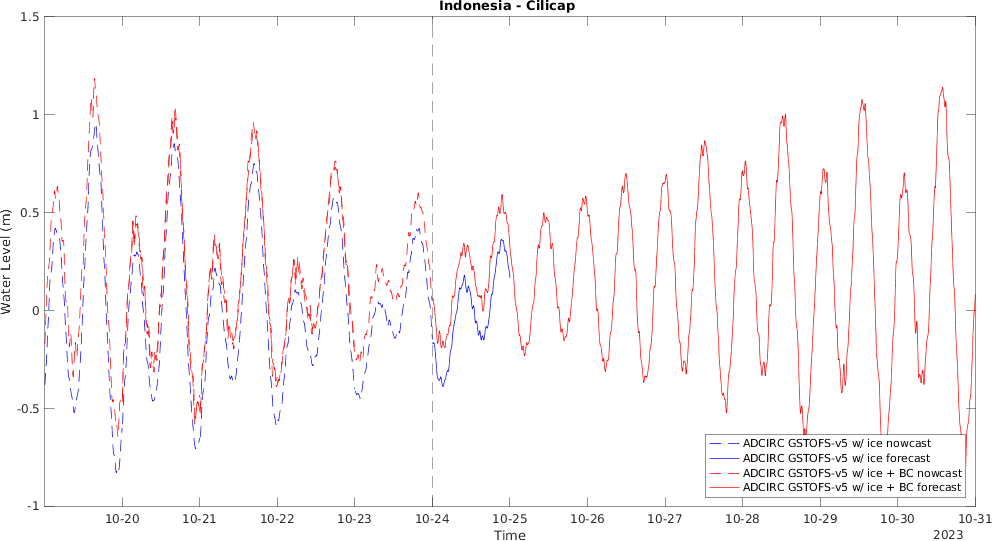 Indonesia - Cilicap
1.5
1
0.5
0
-0.5
-1
Water Level (m)
10-20
10-21
10-22
10-23
10-24
10-25
10-26
10-27
10-28
10-29
10-30
10-31
Time
2023
ADCIRC GSTOFS-v5 w/ ice nowcast
ADCIRC GSTOFS-v5 w/ ice forecast
ADCIRC GSTOFS-v5 w/ ice + BC nowcast
ADCIRC GSTOFS-v5 w/ ice + BC forecast